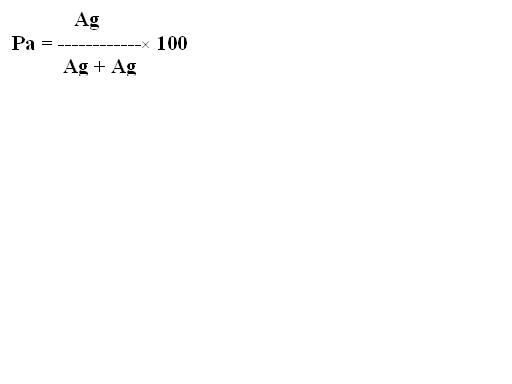 Ag
Pa = ------------× 100
Ag + Ag